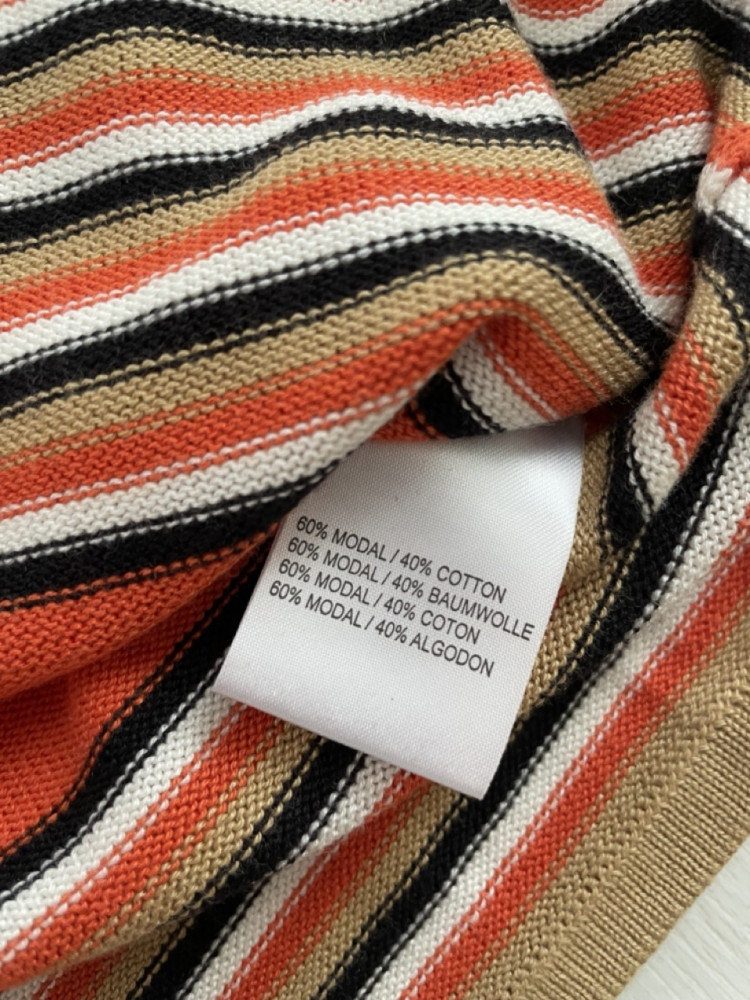 60% MODAL / 40% COTTON
60% MODAL / 40% BAUMWOLLE
60% MODAL / 40% COTON
60% MODAL / 40% ALGODON